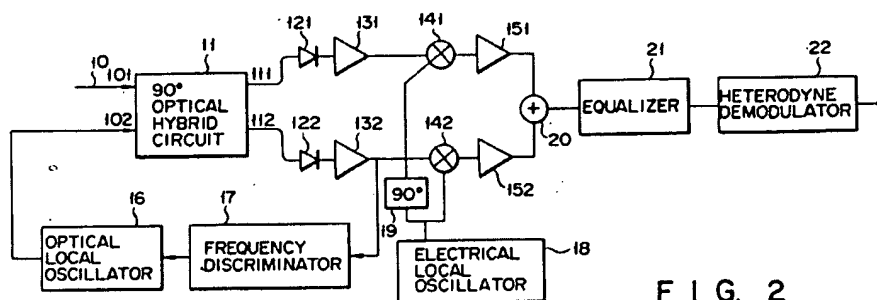 121
131
141
151
10
101
11
111
90°
OPTICAL
HYBRID
CIRCUIT
102
112
122
132
142
152
20
21
EQUALIZER
22
HETERODYNE
DEMODULATOR
16
OPTICAL
LOCAL
OSCILLATOR
17
FREQUENCY
DISCRIMINATOR
90°
19
18
ELECTRICAL
LOCAL
OSCILLATOR
FIG. 2